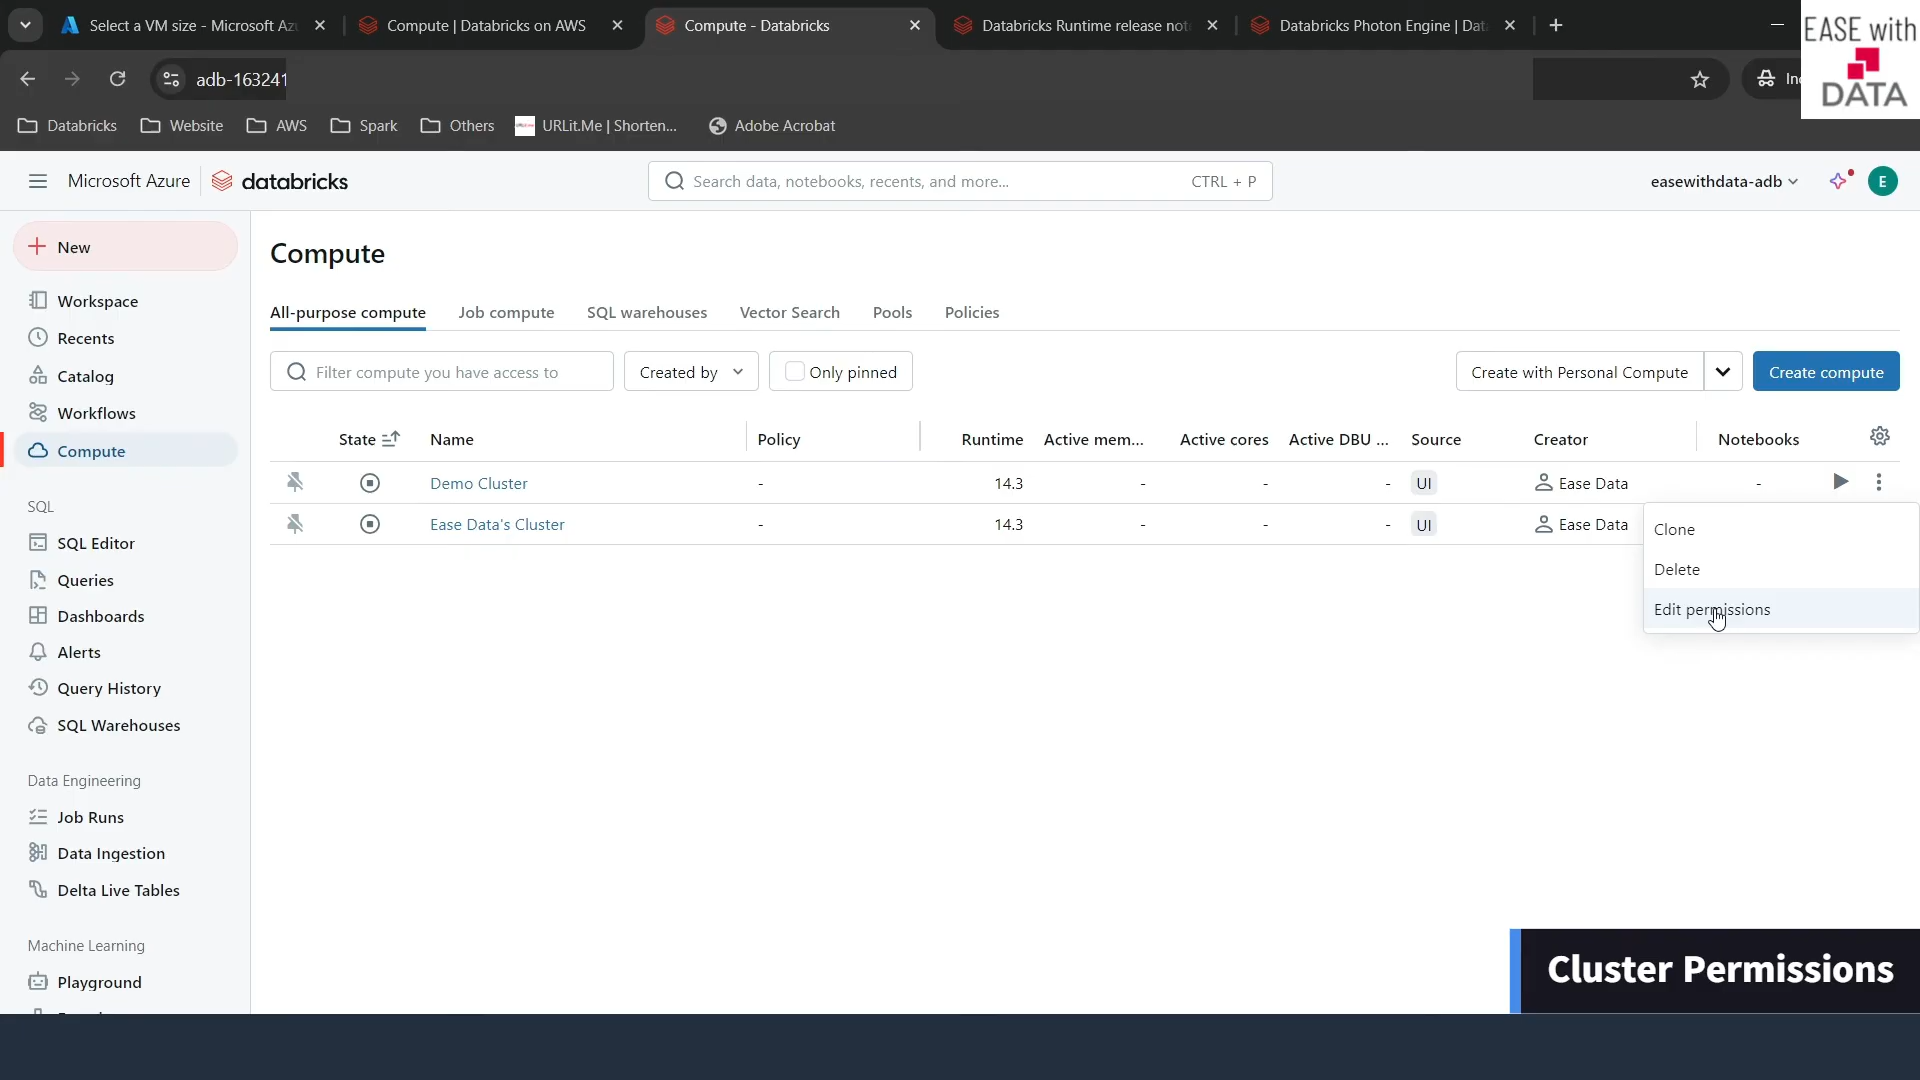 Select a VM size - Microsoft Az
Compute | Databricks on AWS
Compute - Databricks
Databricks Runtime release not
Databricks Photon Engine | Dat
EASE with
DATA
adb-163241
Databricks
Website
AWS
Spark
Others
URLit.Me | Shorten...
Adobe Acrobat
Microsoft Azure
databricks
Search data, notebooks, recents, and more...
CTRL + P
easewithdata-adb
E
New
Workspace
Recents
Catalog
Workflows
Compute
SQL
SQL Editor
Queries
Dashboards
Alerts
Query History
SQL Warehouses
Data Engineering
Job Runs
Data Ingestion
Delta Live Tables
Machine Learning
Playground
Compute
All-purpose compute
Job compute
SQL warehouses
Vector Search
Pools
Policies
Filter compute you have access to
Created by
Only pinned
Create with Personal Compute
Create compute
State
Name
Policy
Runtime
Active mem...
Active cores
Active DBU ...
Source
Creator
Notebooks
Demo Cluster
-
14.3
-
-
-
UI
Ease Data
-
Ease Data's Cluster
-
14.3
-
-
-
UI
Ease Data
Clone
Delete
Edit permissions
Cluster Permissions